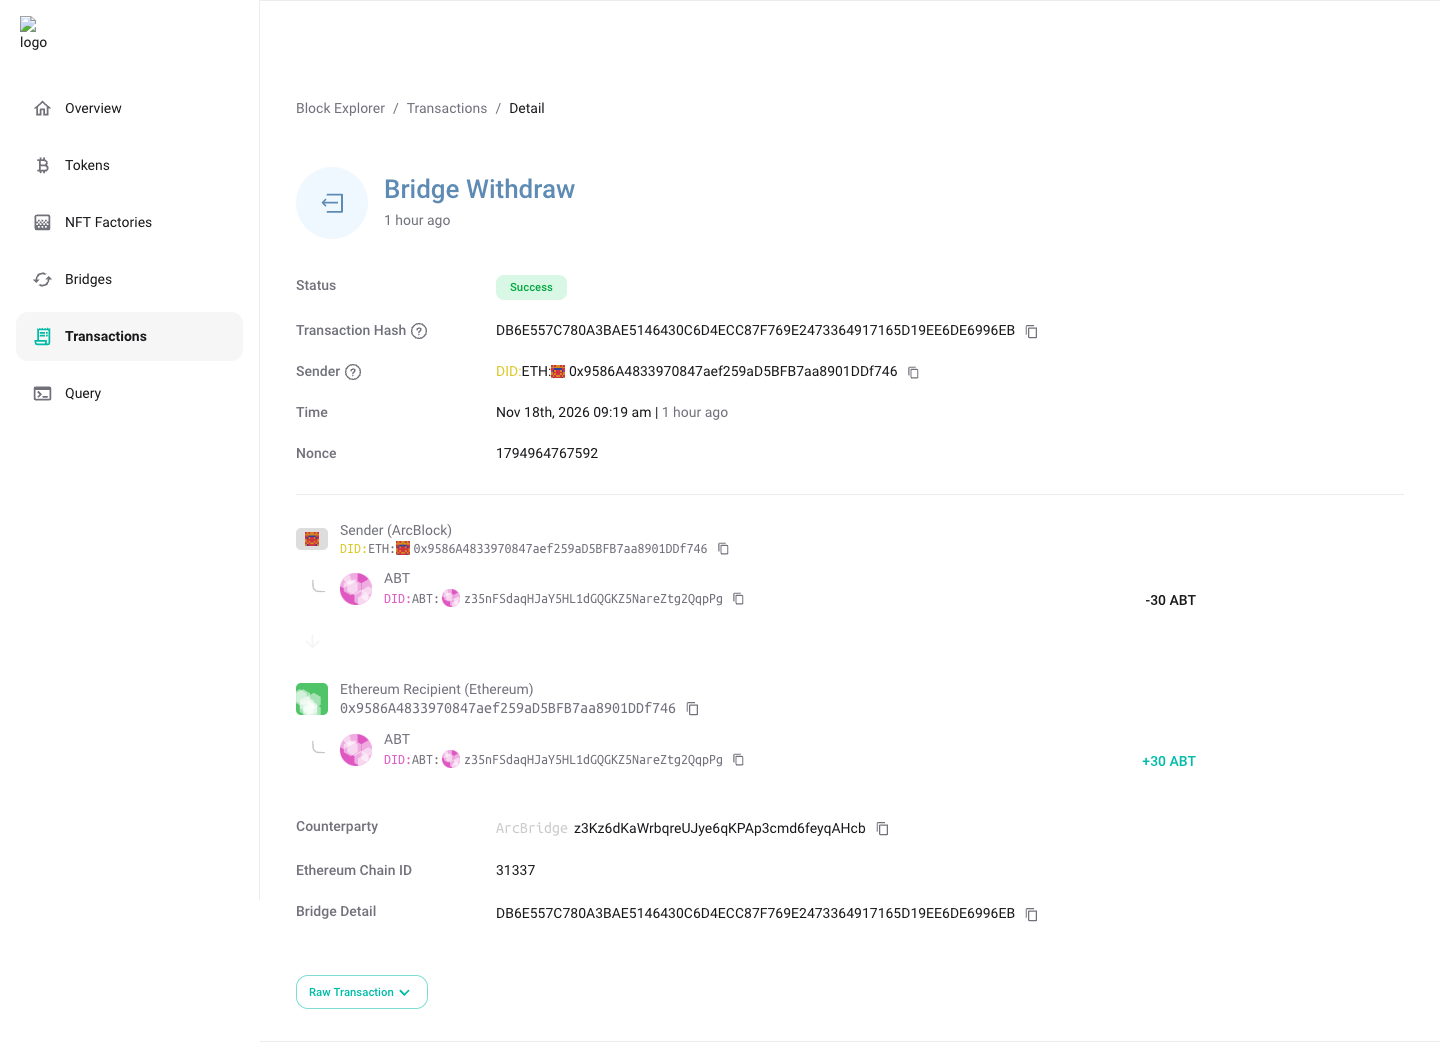 logo
Overview
Tokens
NFT Factories
Bridges
Transactions
Query
Block Explorer / Transactions / Detail
Bridge Withdraw
1 hour ago
Status Success
Transaction Hash DB6E557C780A3BAE5146430C6D4ECC87F769E2473364917165D19EE6DE6996EB
Sender DID:ETH: 0x9586A4833970847aef259aD5BFB7aa8901DDf746
Time Nov 18th, 2026 09:19 am | 1 hour ago
Nonce 1794964767592
Sender (ArcBlock)
DID:ETH: 0x9586A4833970847aef259aD5BFB7aa8901DDf746
ABT
DID:ABT: z35nFSdaqHJaY5HL1dGQGKZ5NareZtg2QqpPg
-30 ABT
Ethereum Recipient (Ethereum)
0x9586A4833970847aef259aD5BFB7aa8901DDf746
ABT
DID:ABT: z35nFSdaqHJaY5HL1dGQGKZ5NareZtg2QqpPg
+30 ABT
Counterparty ArcBridge z3Kz6dKaWrbqreUJye6qKPAp3cmd6feyqAHcb
Ethereum Chain ID 31337
Bridge Detail DB6E557C780A3BAE5146430C6D4ECC87F769E2473364917165D19EE6DE6996EB
Raw Transaction